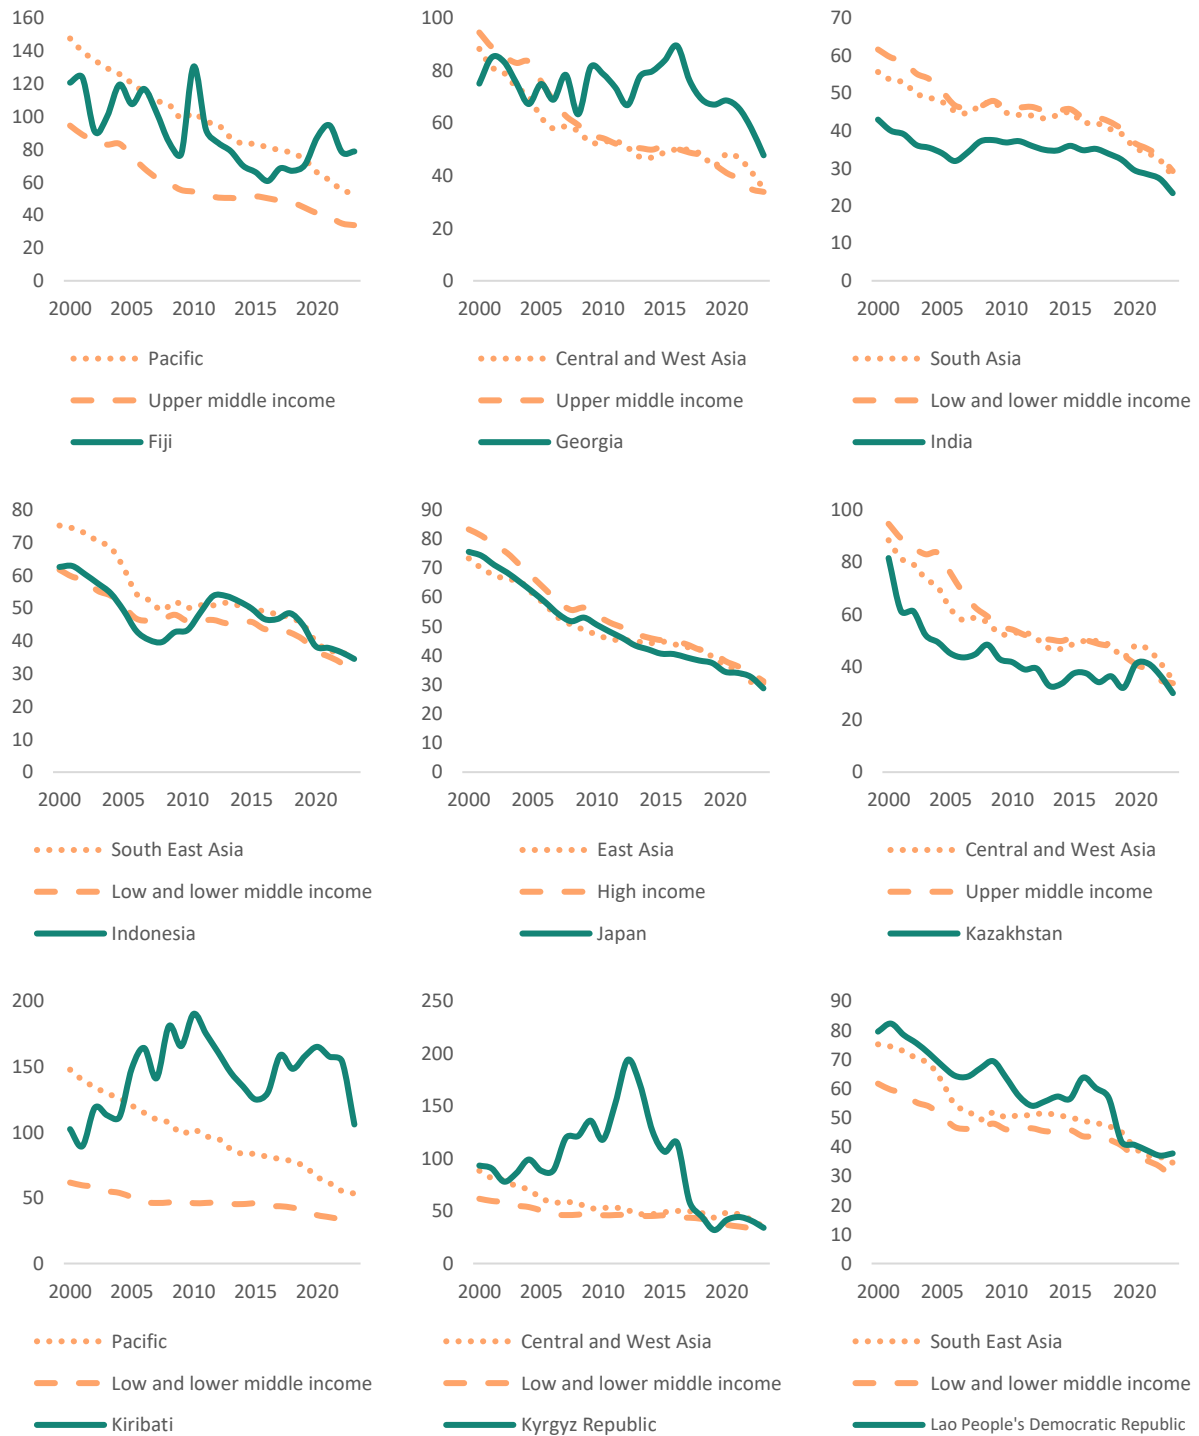 160
140
120
100
80
60
40
20
0
2000 2005 2010 2015 2020
Pacific
Upper middle income
Fiji
100
80
60
40
20
0
2000 2005 2010 2015 2020
Central and West Asia
Upper middle income
Georgia
70
60
50
40
30
20
10
0
2000 2005 2010 2015 2020
South Asia
Low and lower middle income
India
80
70
60
50
40
30
20
10
0
2000 2005 2010 2015 2020
South East Asia
Low and lower middle income
Indonesia
90
80
70
60
50
40
30
20
10
0
2000 2005 2010 2015 2020
East Asia
High income
Japan
100
80
60
40
20
0
2000 2005 2010 2015 2020
Central and West Asia
Upper middle income
Kazakhstan
200
150
100
50
0
2000 2005 2010 2015 2020
Pacific
Low and lower middle income
Kiribati
250
200
150
100
50
0
2000 2005 2010 2015 2020
Central and West Asia
Low and lower middle income
Kyrgyz Republic
90
80
70
60
50
40
30
20
10
0
2000 2005 2010 2015 2020
South East Asia
Low and lower middle income
Lao People's Democratic Republic